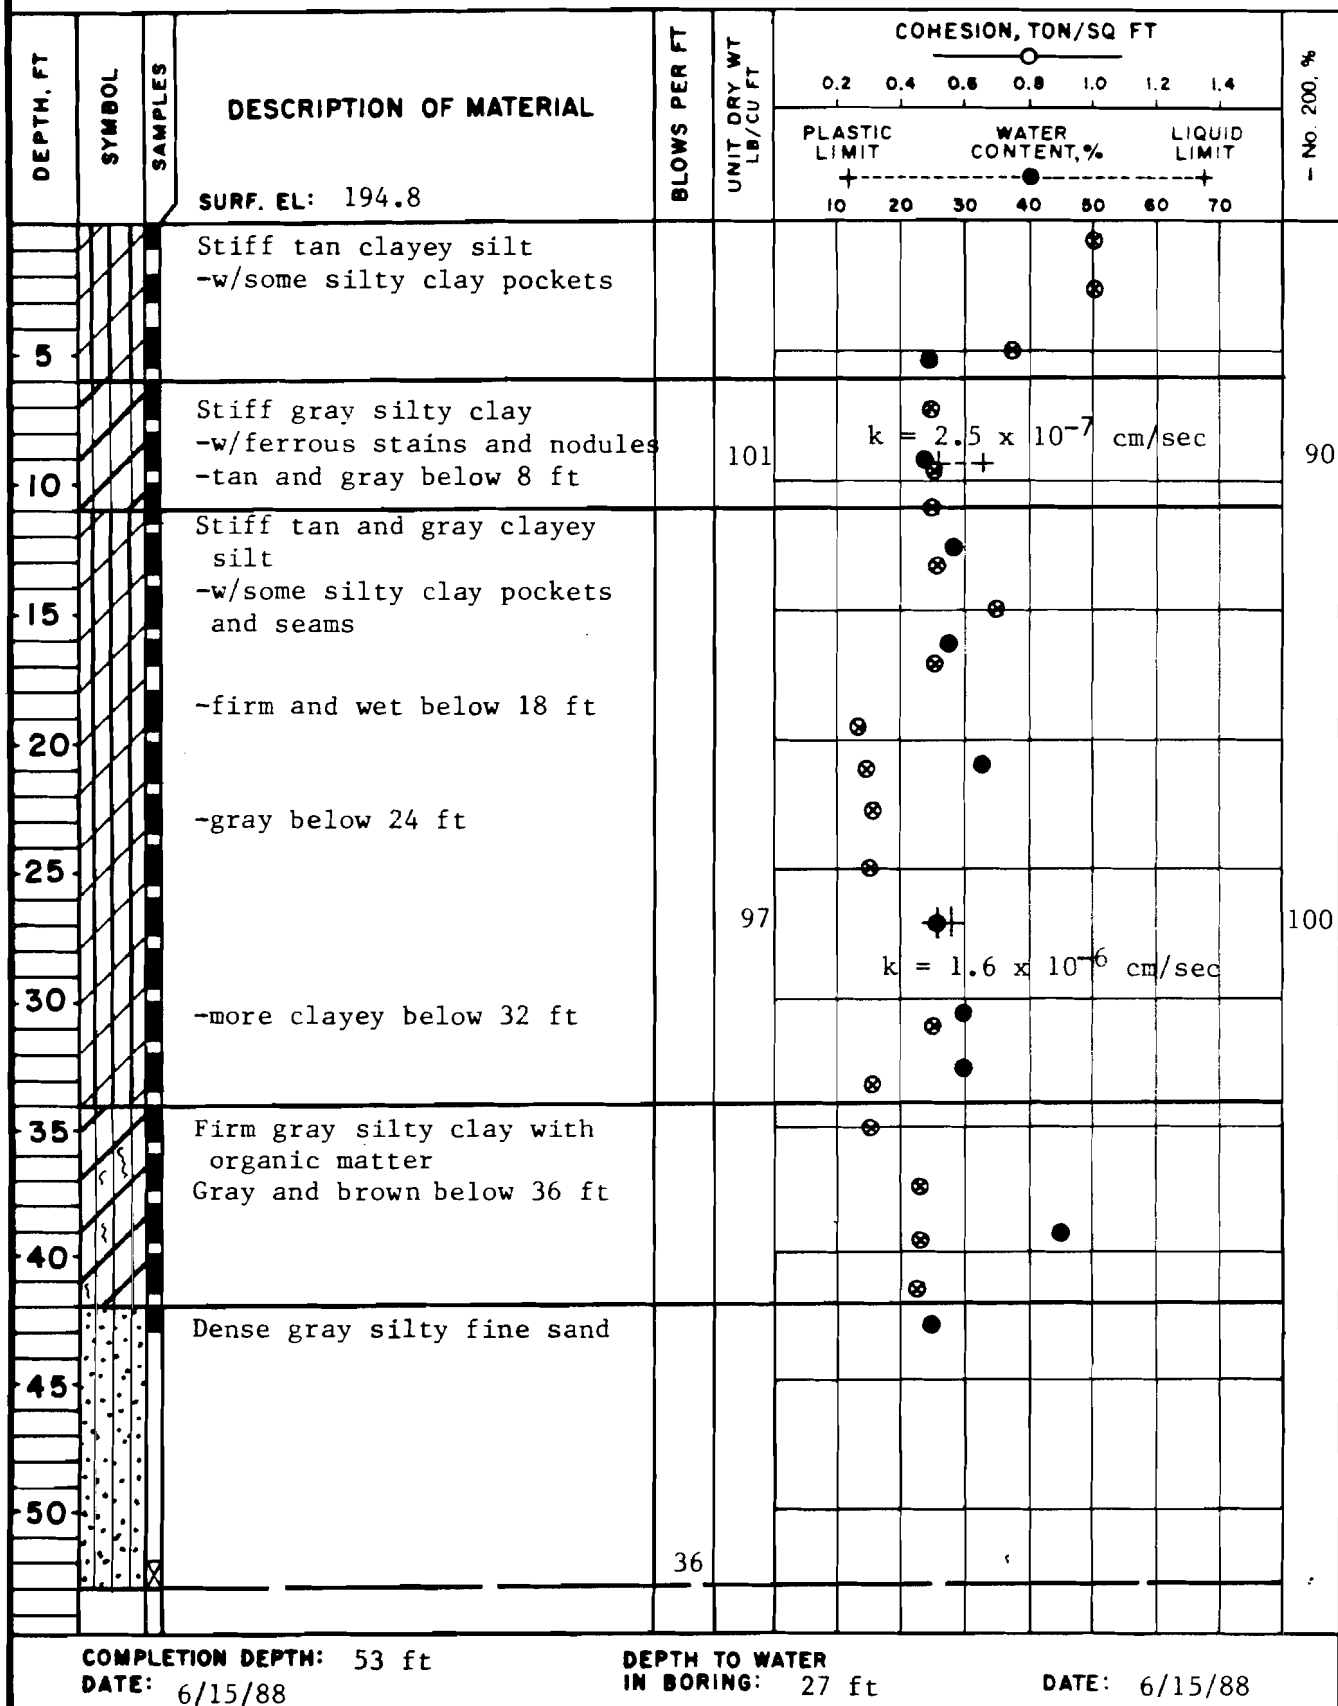 DEPTH, FT
SYMBOL
SAMPLES
DESCRIPTION OF MATERIAL
SURF. EL: 194.8
BLOWS PER FT
UNIT DRY WT
LB/CU FT
COHESION, TON/SQ FT
0.2 0.4 0.6 0.8 1.0 1.2 1.4
PLASTIC LIMIT
WATER CONTENT, %
LIQUID LIMIT
10 20 30 40 50 60 70
- No. 200, %
Stiff tan clayey silt
-w/some silty clay pockets
5
Stiff gray silty clay
-w/ferrous stains and nodules
-tan and gray below 8 ft
k = 2.5 x 10-7 cm/sec
101
90
10
Stiff tan and gray clayey
silt
-w/some silty clay pockets
and seams
15
-firm and wet below 18 ft
20
-gray below 24 ft
25
97
100
k = 1.6 x 10-6 cm/sec
30
-more clayey below 32 ft
35
Firm gray silty clay with
organic matter
Gray and brown below 36 ft
40
Dense gray silty fine sand
45
50
36
COMPLETION DEPTH: 53 ft
DATE: 6/15/88
DEPTH TO WATER
IN BORING: 27 ft
DATE: 6/15/88